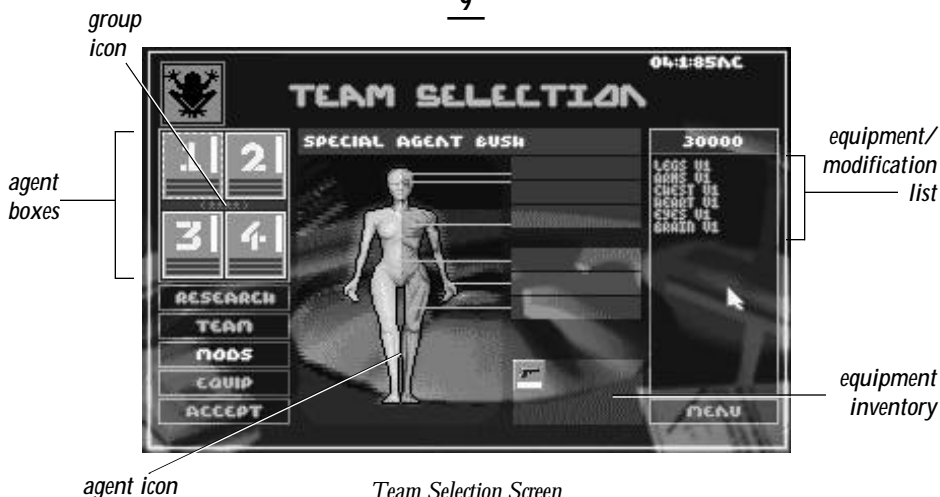 9
group
icon
04:1:85AC
TEAM SELECTION
agent
boxes
1 2
3 4
<GROUP>
SPECIAL AGENT BUSH
30000
LEGS V1
ARMS V1
CHEST V1
HEART V1
EYES V1
BRAIN V1
equipment/
modification
list
RESEARCH
TEAM
MODS
EQUIP
ACCEPT
MENU
equipment
inventory
agent icon
Team Selection Screen